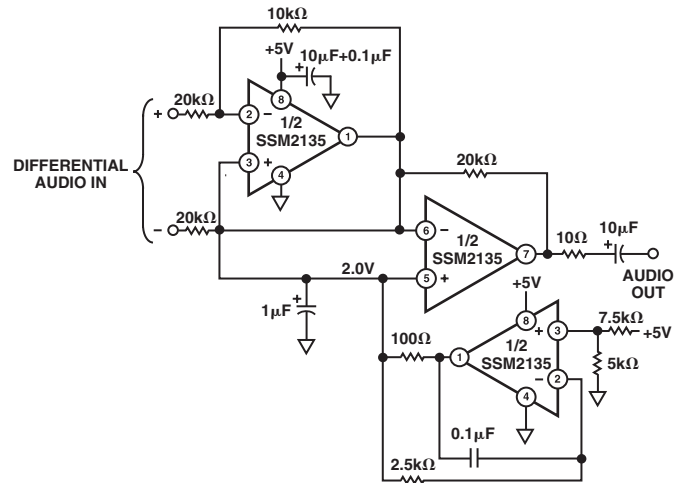 10kΩ
+5V
10µF+0.1µF
+
20kΩ
+
8
2
−
1/2
SSM2135
1
3
+
4
DIFFERENTIAL
AUDIO IN
−
20kΩ
20kΩ
6
−
1/2
SSM2135
7
10Ω
10µF
+
5
+
AUDIO
OUT
2.0V
1µF
+
+5V
8
+
3
7.5kΩ
+5V
100Ω
1
1/2
SSM2135
−
2
5kΩ
4
0.1µF
2.5kΩ